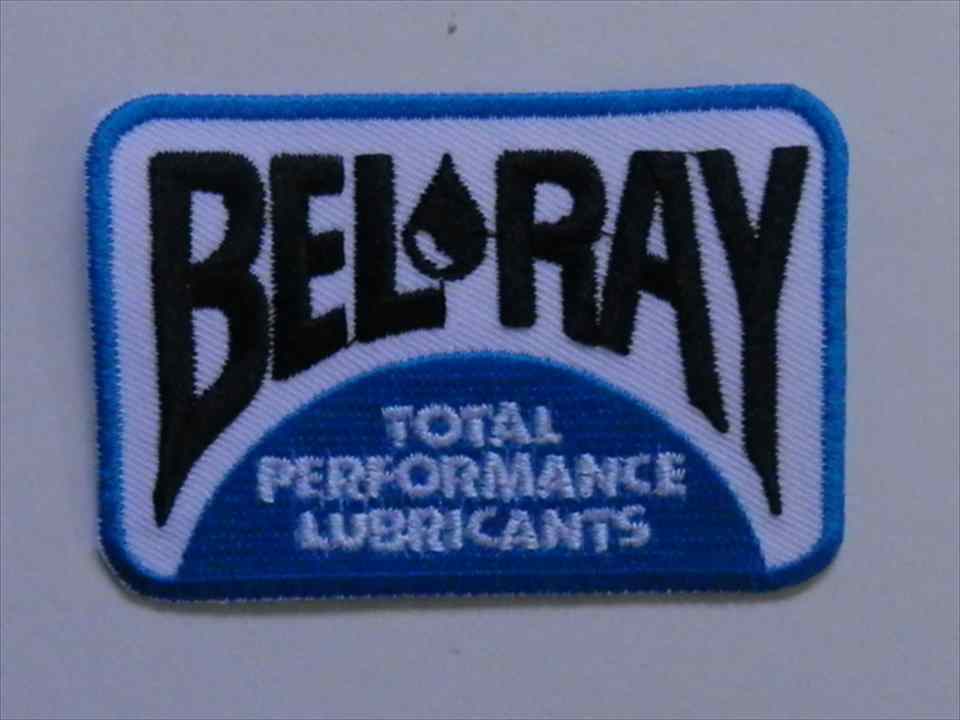 BEL RAY
TOTAL
PERFORMANCE
LUBRICANTS